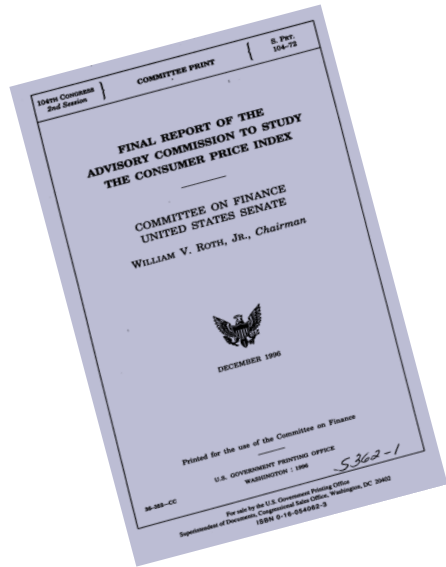 104TH CONGRESS
2nd Session
COMMITTEE PRINT
S. PRT.
104–72
FINAL REPORT OF THE
ADVISORY COMMISSION TO STUDY
THE CONSUMER PRICE INDEX
COMMITTEE ON FINANCE
UNITED STATES SENATE
WILLIAM V. ROTH, JR., Chairman
DECEMBER 1996
Printed for the use of the Committee on Finance
U.S. GOVERNMENT PRINTING OFFICE
WASHINGTON : 1996
S362-1
For sale by the U.S. Government Printing Office
Superintendent of Documents, Congressional Sales Office, Washington, DC 20402
ISBN 0-16-054062-3